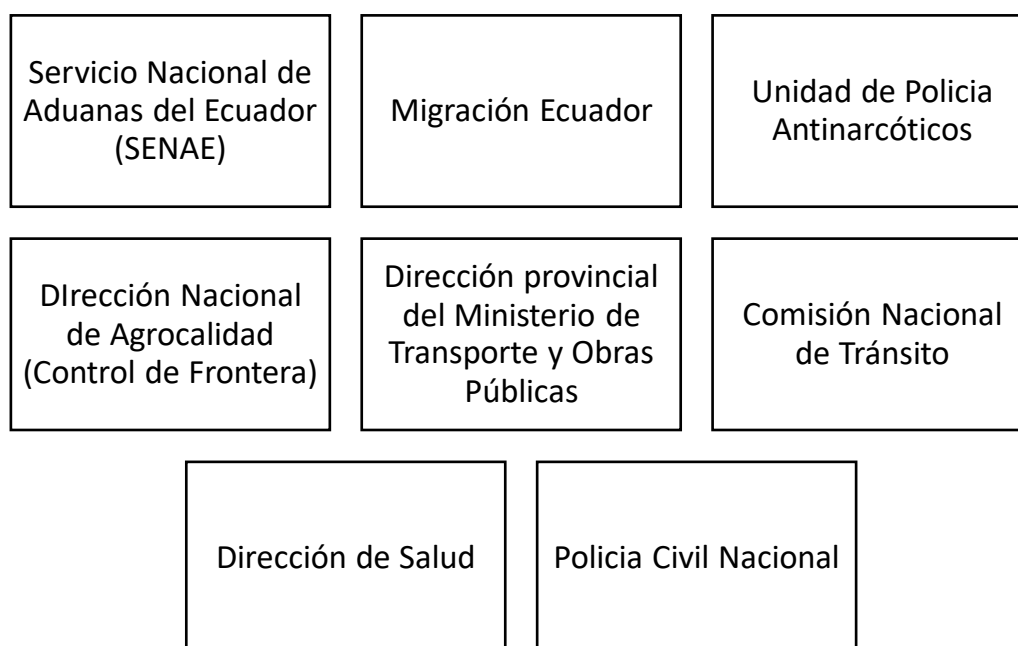 Servicio Nacional de
Aduanas del Ecuador
(SENAE)
Migración Ecuador
Unidad de Policia
Antinarcóticos
DIrección Nacional
de Agrocalidad
(Control de Frontera)
Dirección provincial
del Ministerio de
Transporte y Obras
Públicas
Comisión Nacional
de Tránsito
Dirección de Salud
Policia Civil Nacional